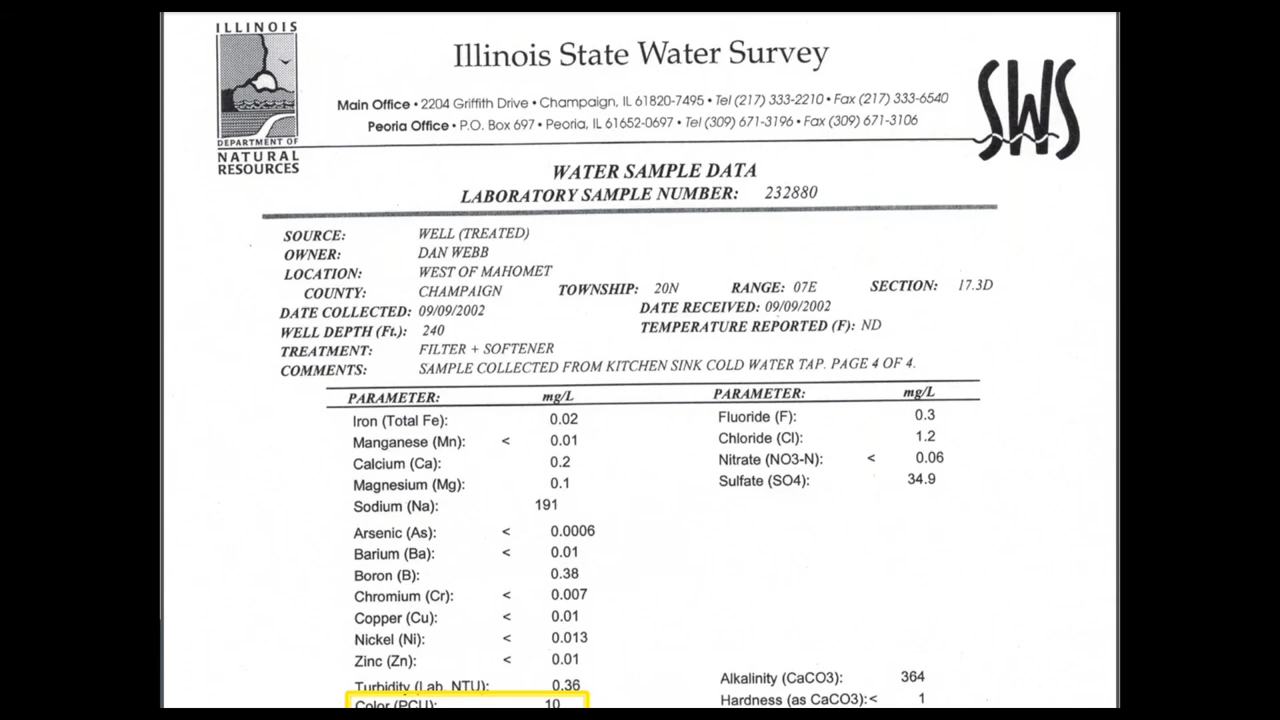 ILLINOIS
DEPARTMENT OF
NATURAL
RESOURCES
Illinois State Water Survey
Main Office • 2204 Griffith Drive • Champaign, IL 61820-7495 • Tel (217) 333-2210 • Fax (217) 333-6540
Peoria Office • P.O. Box 697 • Peoria, IL 61652-0697 • Tel (309) 671-3196 • Fax (309) 671-3106
SWS
WATER SAMPLE DATA
LABORATORY SAMPLE NUMBER: 232880
SOURCE: WELL (TREATED)
OWNER: DAN WEBB
LOCATION: WEST OF MAHOMET
COUNTY: CHAMPAIGN TOWNSHIP: 20N RANGE: 07E SECTION: 17.3D
DATE COLLECTED: 09/09/2002 DATE RECEIVED: 09/09/2002
WELL DEPTH (Ft.): 240 TEMPERATURE REPORTED (F): ND
TREATMENT: FILTER + SOFTENER
COMMENTS: SAMPLE COLLECTED FROM KITCHEN SINK COLD WATER TAP. PAGE 4 OF 4.
PARAMETER: mg/L PARAMETER: mg/L
Iron (Total Fe): 0.02 Fluoride (F): 0.3
Manganese (Mn): < 0.01 Chloride (Cl): 1.2
Calcium (Ca): 0.2 Nitrate (NO3-N): < 0.06
Magnesium (Mg): 0.1 Sulfate (SO4): 34.9
Sodium (Na): 191
Arsenic (As): < 0.0006
Barium (Ba): < 0.01
Boron (B): 0.38
Chromium (Cr): < 0.007
Copper (Cu): < 0.01
Nickel (Ni): < 0.013
Zinc (Zn): < 0.01
Turbidity (Lab, NTU): 0.36 Alkalinity (CaCO3): 364
Color (PCU): 10 Hardness (as CaCO3): < 1